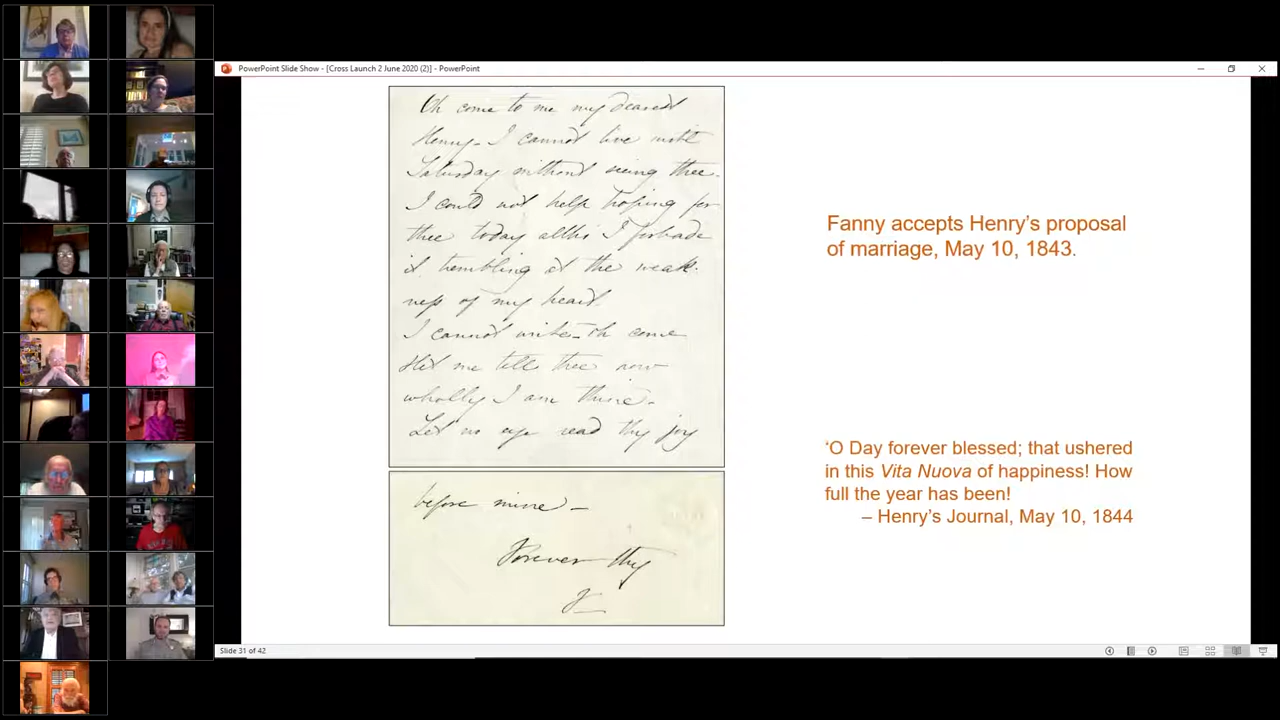 PowerPoint Slide Show - [Cross Launch 2 June 2020 (2)] - PowerPoint
Oh come to me my dearest
Henry - I cannot live until
Saturday without seeing thee.
I could not help hoping for
thee today altho' I forbade
it trembling at the weak-
ness of my heart.
I cannot write - oh come
& let me tell thee how
wholly I am thine -
Let no eye read thy joy
before mine -
Forever thy
F
Fanny accepts Henry’s proposal
of marriage, May 10, 1843.
‘O Day forever blessed; that ushered
in this Vita Nuova of happiness! How
full the year has been!
– Henry’s Journal, May 10, 1844
Slide 31 of 42